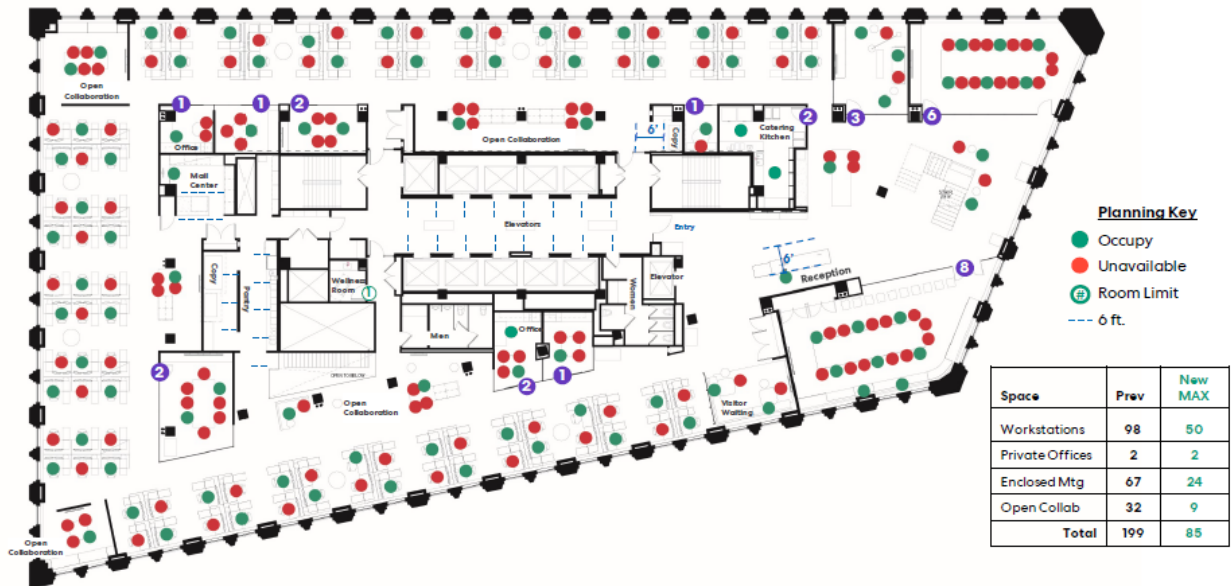 Open
Collaboration
1
1
2
Office
Mail
Center
Open Collaboration
6'
Copy
1
Catering
Kitchen
2
3
6
Elevators
Entry
Copy
Pantry
Wellness
Room
1
Men
Women
Elevator
Office
2
1
2
OPEN TO BELOW
Open
Collaboration
6'
Reception
8
Visitor
Waiting
Open
Collaboration
Planning Key
Occupy
Unavailable
# Room Limit
6 ft.
Space Prev New MAX
Workstations 98 50
Private Offices 2 2
Enclosed Mtg 67 24
Open Collab 32 9
Total 199 85